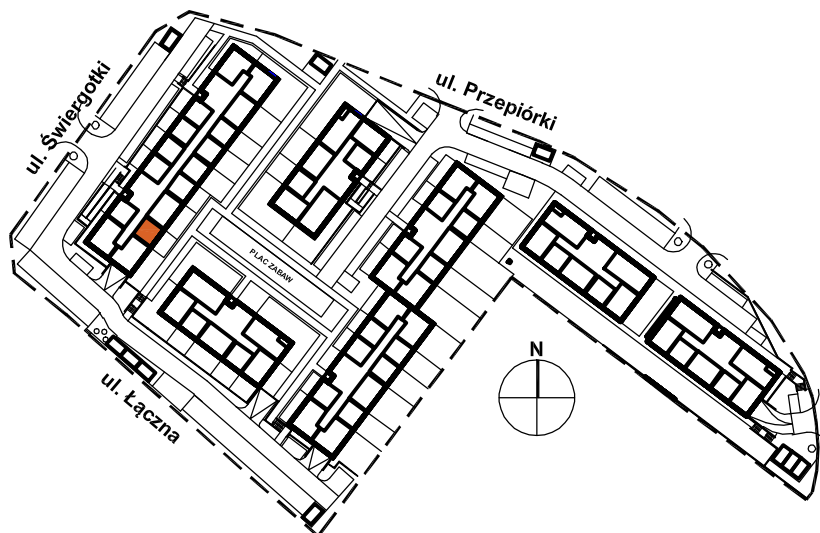 ul. Świergotki
ul. Przepiórki
PLAC ZABAW
N
ul. Łączna